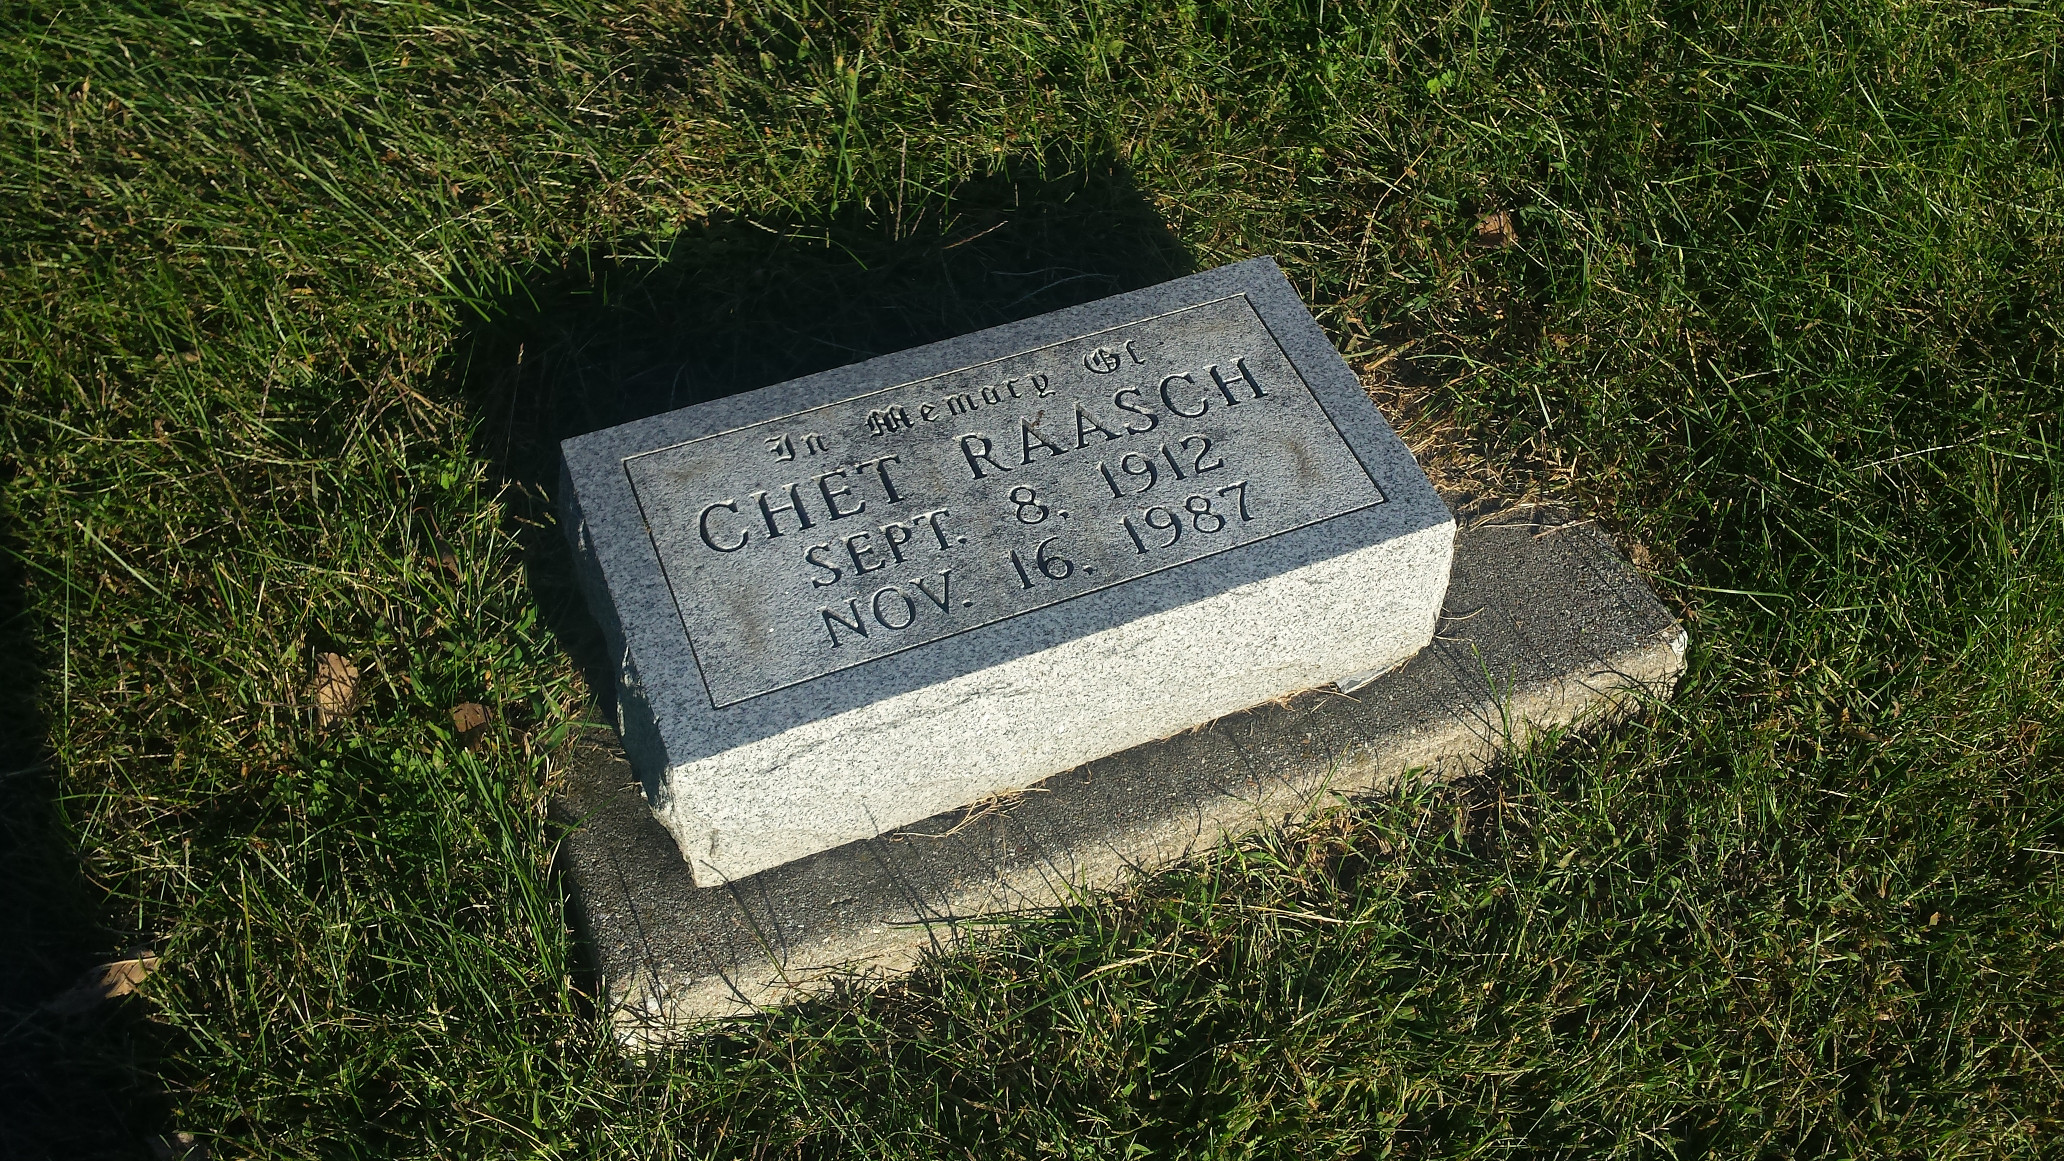 In Memory Of
CHET RAASCH
SEPT. 8, 1912
NOV. 16, 1987